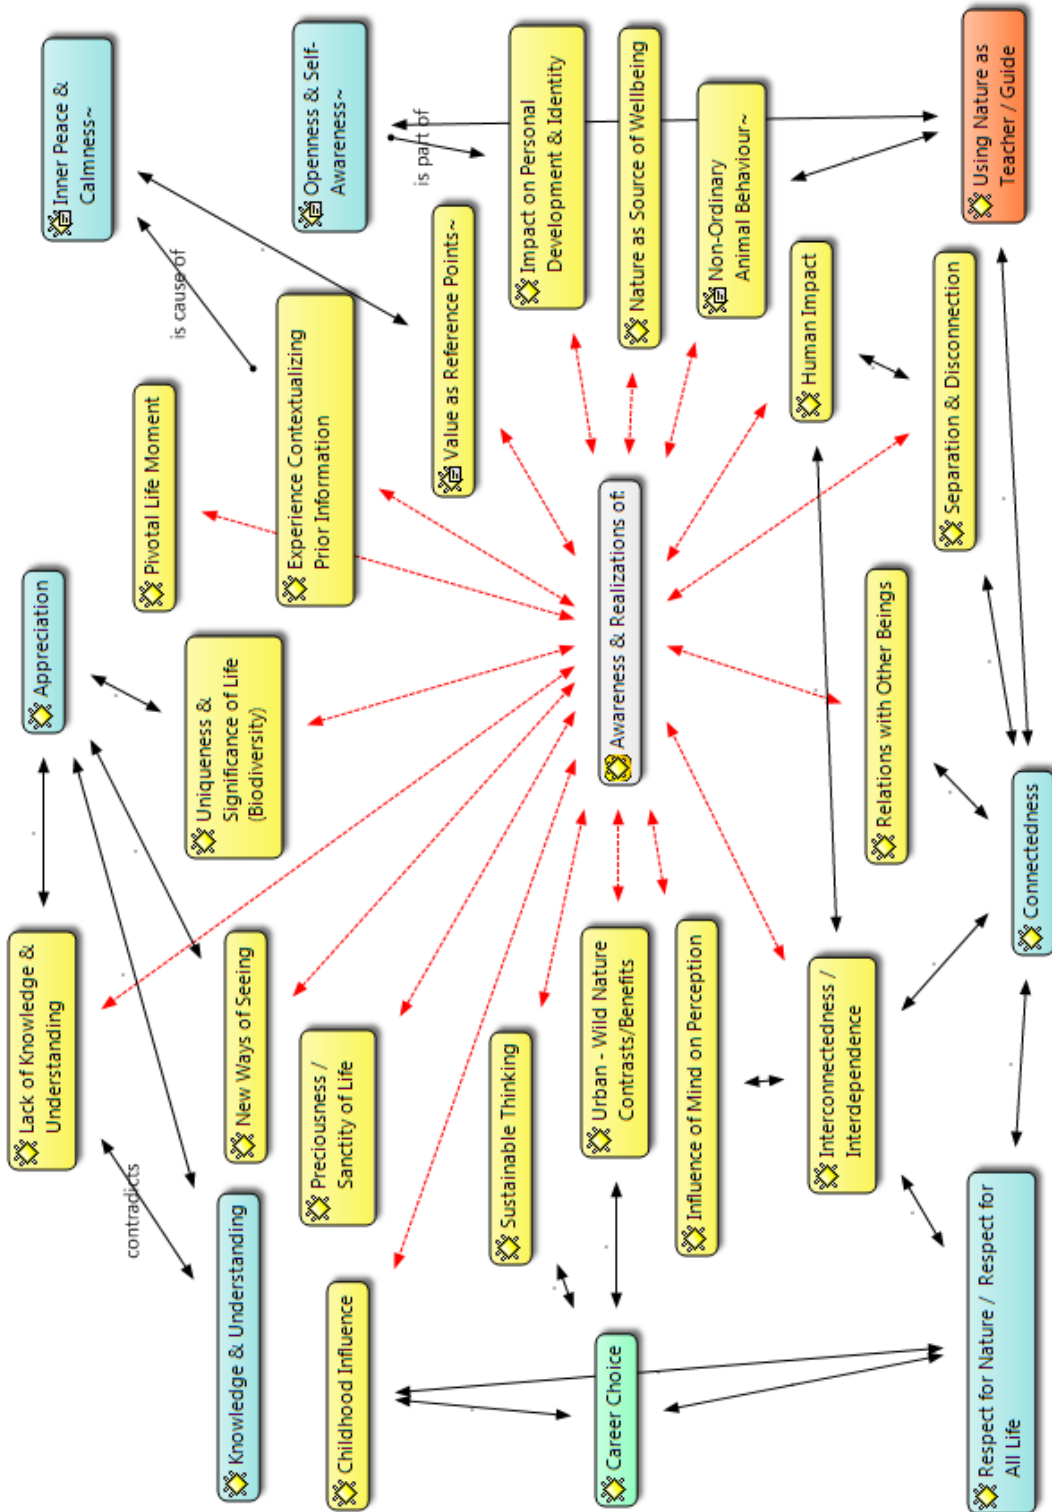 Lack of Knowledge &
Understanding
Appreciation
Inner Peace &
Calmness~
contradicts
Pivotal Life Moment
is cause of
Knowledge & Understanding
New Ways of Seeing
Uniqueness &
Significance of Life
(Biodiversity)
Experience Contextualizing
Prior Information
Openness & Self-
Awareness~
is part of
Childhood Influence
Preciousness /
Sanctity of Life
Value as Reference Points~
Impact on Personal
Development & Identity
Sustainable Thinking
Career Choice
Urban - Wild Nature
Contrasts/Benefits
Awareness & Realizations of:
Nature as Source of Wellbeing
Influence of Mind on Perception
Non-Ordinary
Animal Behaviour~
Interconnectedness /
Interdependence
Relations with Other Beings
Human Impact
Separation & Disconnection
Respect for Nature / Respect for
All Life
Connectedness
Using Nature as
Teacher / Guide